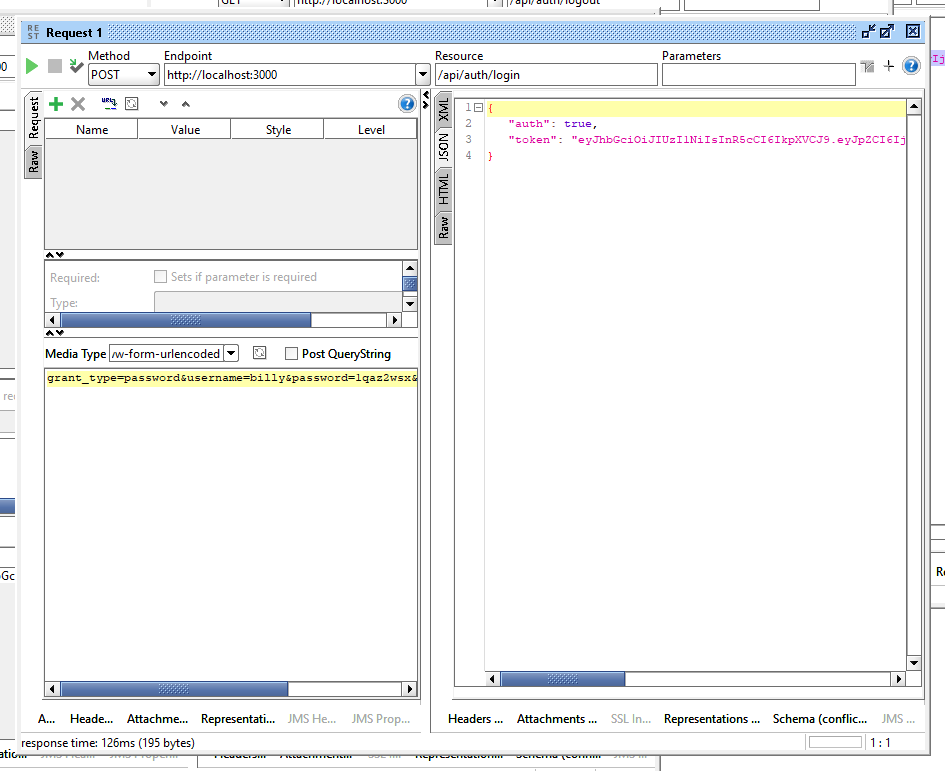 GET http://localhost:3000 /api/auth/logout
REST Request 1
Method Endpoint Resource Parameters
POST http://localhost:3000 /api/auth/login
Request
Raw
Name Value Style Level
Required: Sets if parameter is required
Type:
Media Type /w-form-urlencoded Post QueryString
grant_type=password&username=billy&password=1qaz2wsx&
XML
JSON
HTML
Raw
1 {
2 "auth": true,
3 "token": "eyJhbGciOiJIUzI1NiIsInR5cCI6IkpXVCJ9.eyJpZCI6Ij
4 }
A... Heade... Attachme... Representati... JMS He... JMS Prop...
Headers ... Attachments ... SSL In... Representations ... Schema (conflic... JMS ...
response time: 126ms (195 bytes)
1 : 1